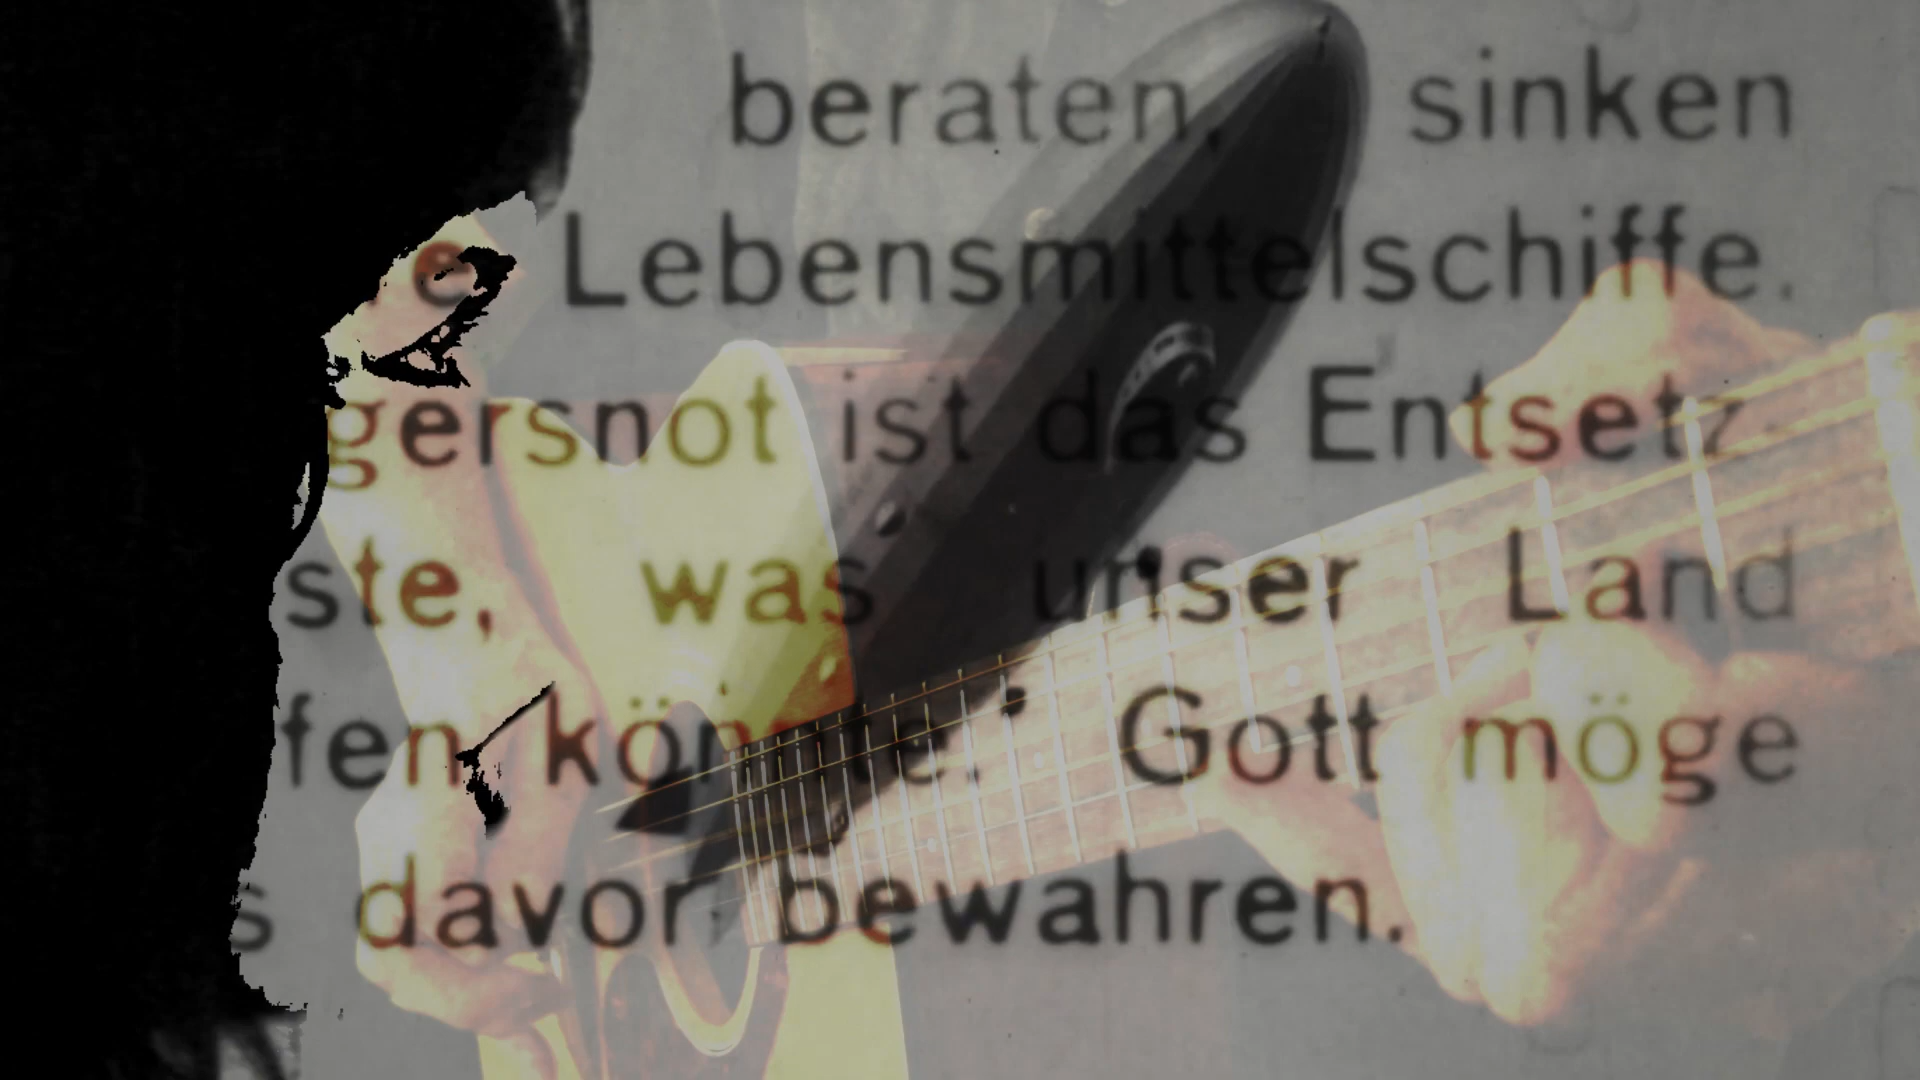 beraten, sinken
e Lebensmittelschiffe.
gersnot ist das Entsetz-
ste, was unser Land
fen könnte. Gott möge
s davor bewahren.